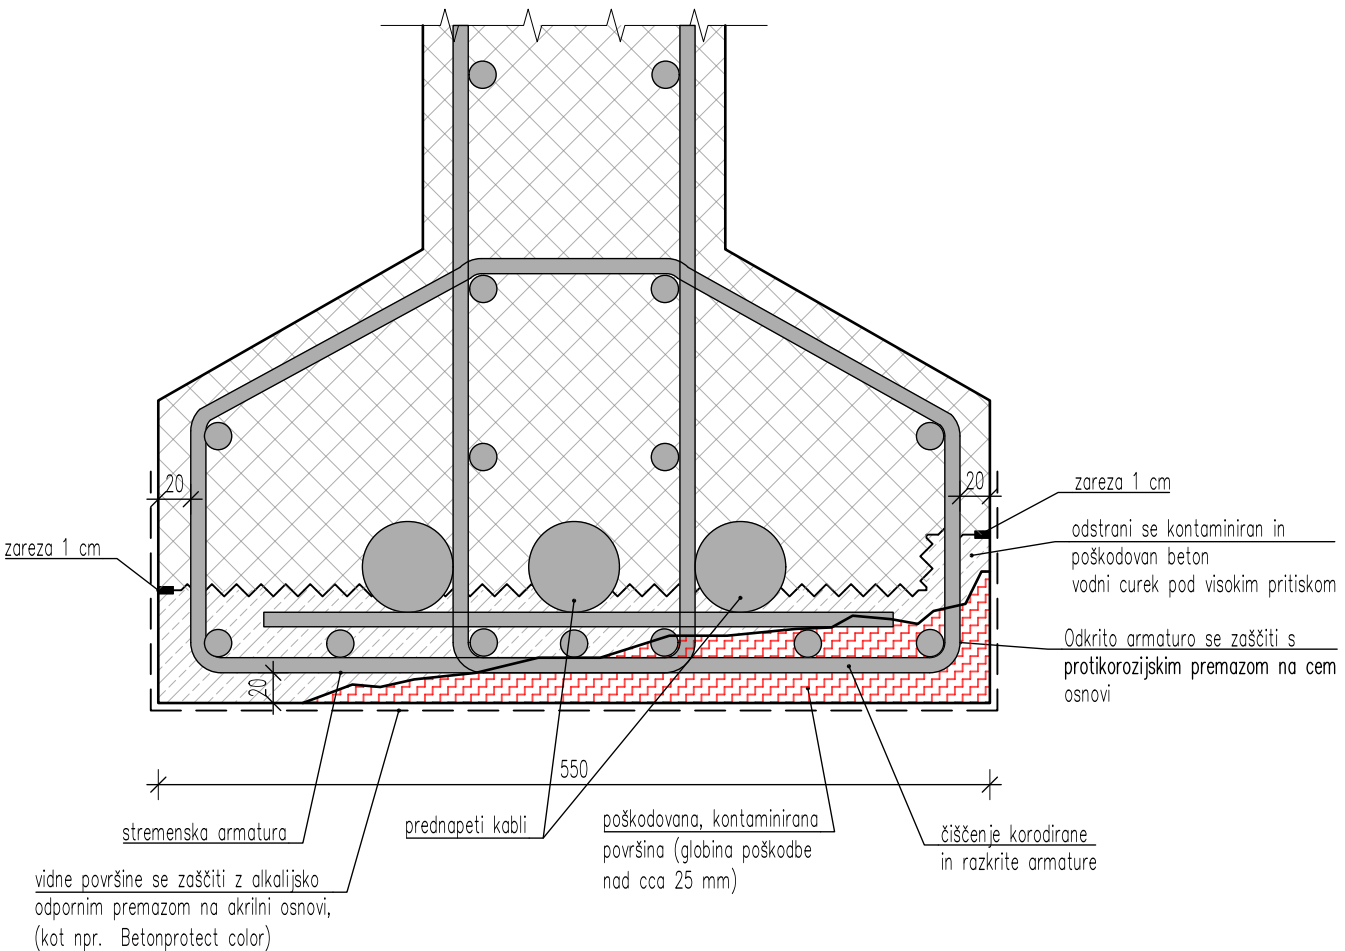 20
20
zareza 1 cm
zareza 1 cm
odstrani se kontaminiran in
poškodovan beton
vodni curek pod visokim pritiskom
Odkrito armaturo se zaščiti s
protikorozijskim premazom na cem
osnovi
20
550
stremenska armatura
prednapeti kabli
poškodovana, kontaminirana
površina (globina poškodbe
nad cca 25 mm)
čiščenje korodirane
in razkrite armature
vidne površine se zaščiti z alkalijsko
odpornim premazom na akrilni osnovi,
(kot npr. Betonprotect color)